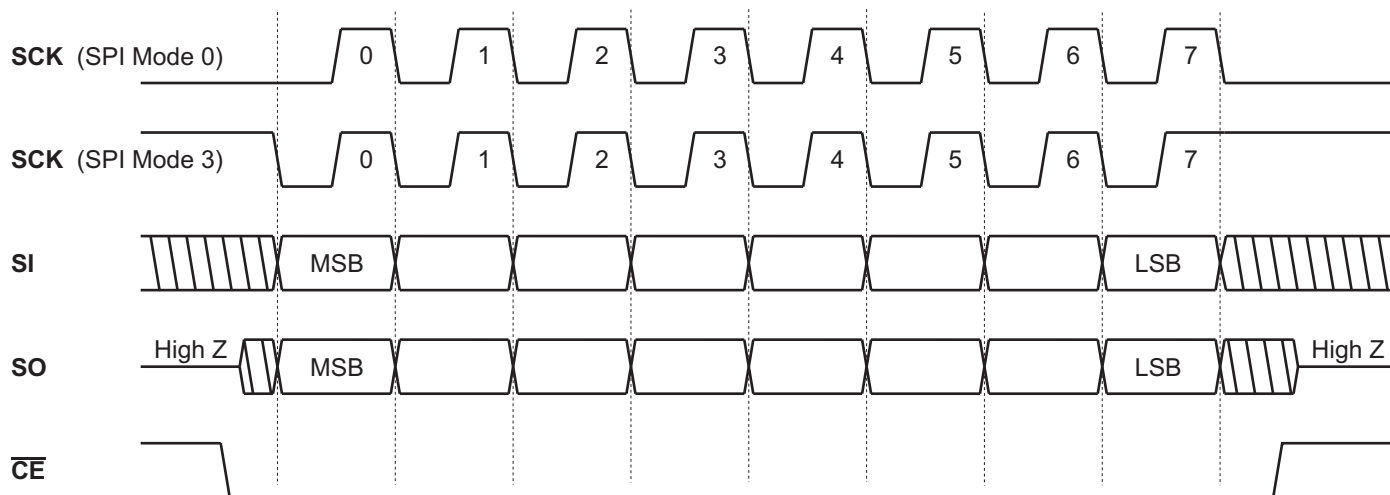 SCK (SPI Mode 0) 0 1 2 3 4 5 6 7
SCK (SPI Mode 3) 0 1 2 3 4 5 6 7
SI MSB LSB
SO High Z MSB LSB High Z
C̅E̅